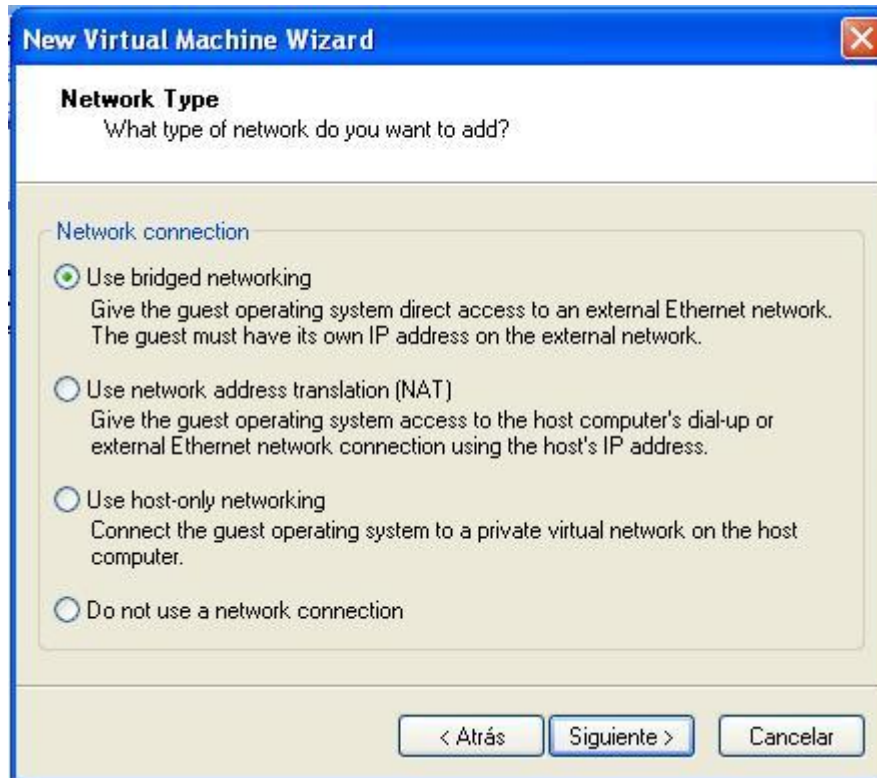 New Virtual Machine Wizard
Network Type
What type of network do you want to add?
Network connection
Use bridged networking
Give the guest operating system direct access to an external Ethernet network.
The guest must have its own IP address on the external network.
Use network address translation (NAT)
Give the guest operating system access to the host computer's dial-up or
external Ethernet network connection using the host's IP address.
Use host-only networking
Connect the guest operating system to a private virtual network on the host
computer.
Do not use a network connection
< Atrás Siguiente > Cancelar